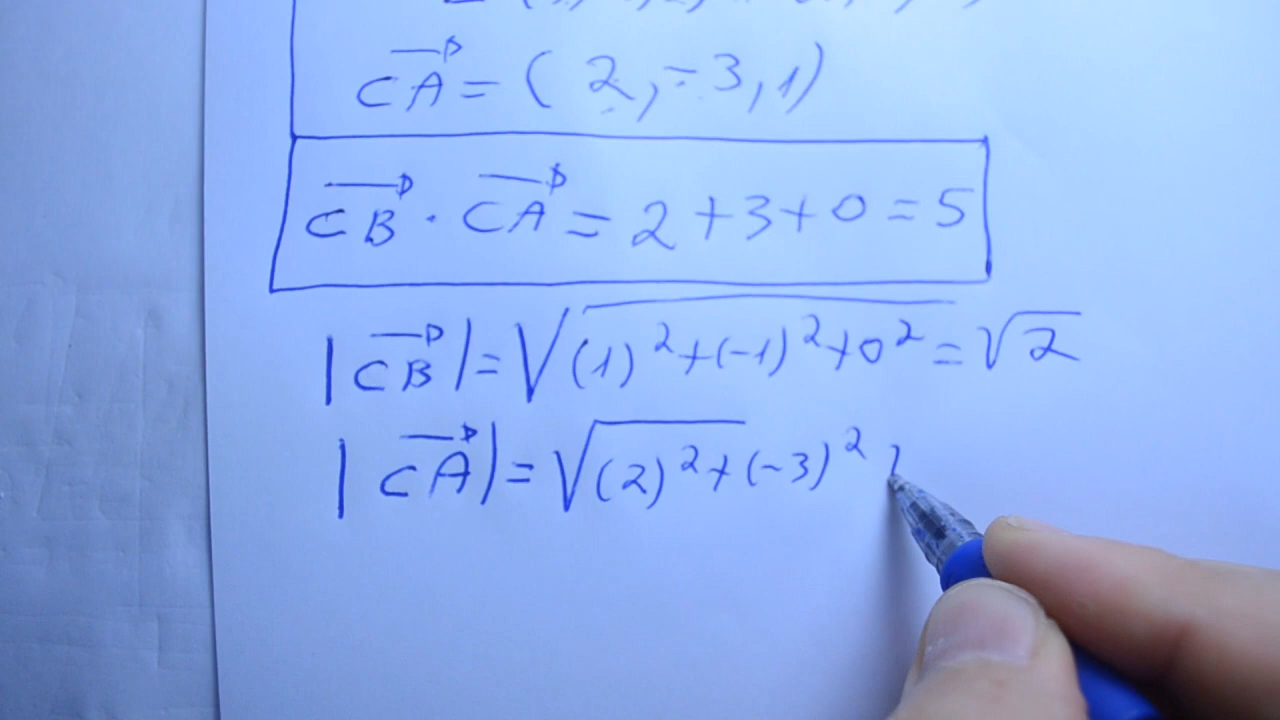 CA = (2, -3, 1)
CB · CA = 2 + 3 + 0 = 5
|CB| = √(1)² + (-1)² + 0² = √2
|CA| = √(2)² + (-3)²